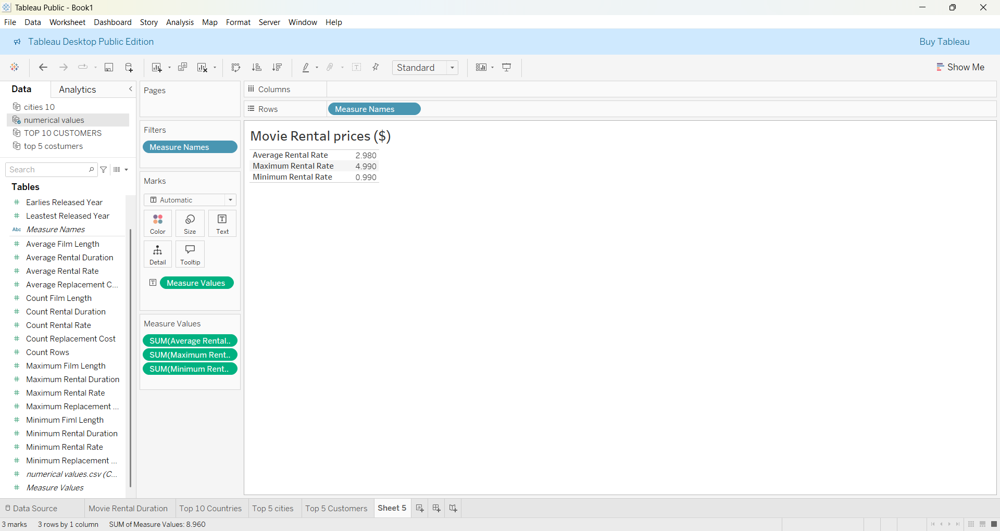 Tableau Public - Book1
File Data Worksheet Dashboard Story Analysis Map Format Server Window Help
Tableau Desktop Public Edition
Buy Tableau
Standard
Show Me
Data
Analytics
cities 10
numerical values
TOP 10 CUSTOMERS
top 5 costumers
Search
Tables
Earlies Released Year
Leastest Released Year
Abc Measure Names
Average Film Length
Average Rental Duration
Average Rental Rate
Average Replacement C...
Count Film Length
Count Rental Duration
Count Rental Rate
Count Replacement Cost
Count Rows
Maximum Film Length
Maximum Rental Duration
Maximum Rental Rate
Maximum Replacement ...
Minimum Fiml Length
Minimum Rental Duration
Minimum Rental Rate
Minimum Replacement ...
numerical values.csv (C...
Measure Values
Pages
Filters
Measure Names
Marks
T Automatic
Color Size Text
Detail Tooltip
T Measure Values
Measure Values
SUM(Average Rental..
SUM(Maximum Rent..
SUM(Minimum Rent..
Columns
Rows Measure Names
Movie Rental prices ($)
Average Rental Rate 2.980
Maximum Rental Rate 4.990
Minimum Rental Rate 0.990
Data Source Movie Rental Duration Top 10 Countries Top 5 cities Top 5 Customers Sheet 5
3 marks 3 rows by 1 column SUM of Measure Values: 8.960